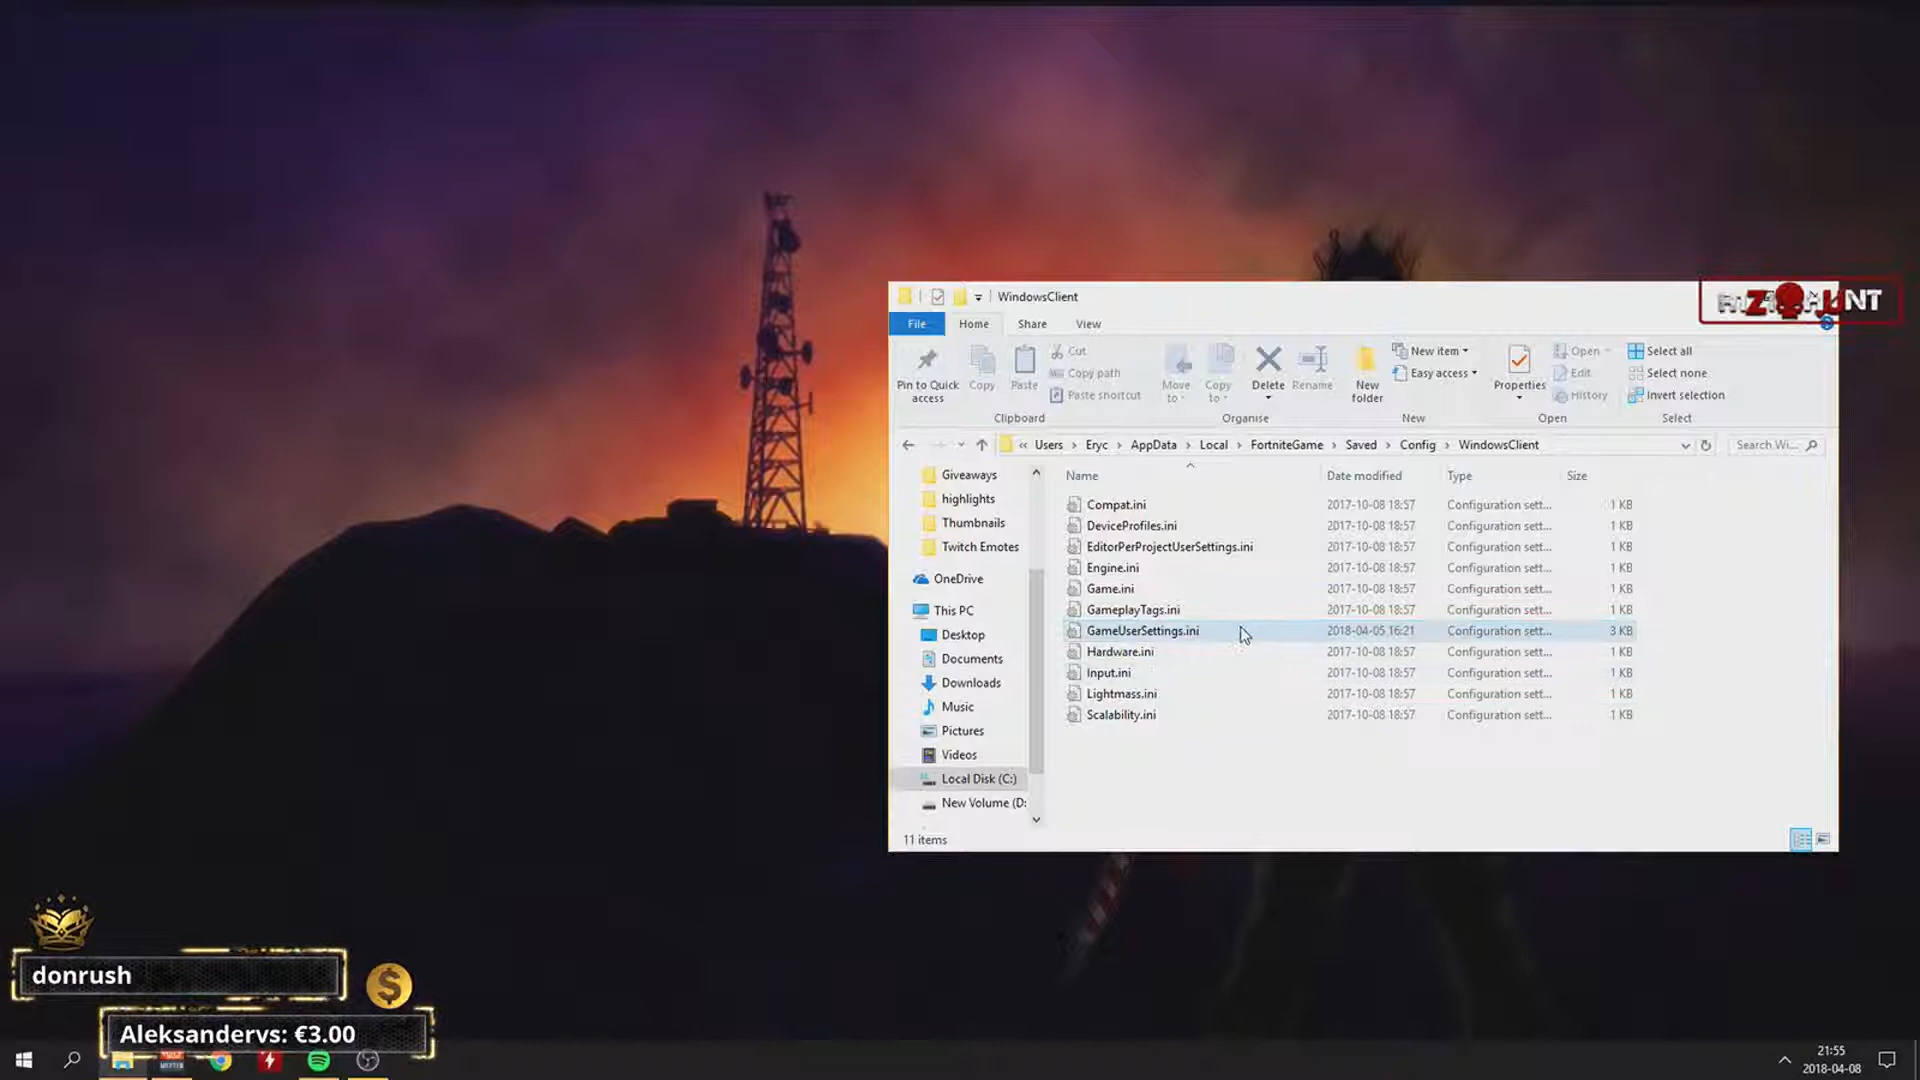 WindowsClient
File Home Share View
Pin to Quick access
Copy
Paste
Cut
Copy path
Paste shortcut
Move to
Copy to
Delete
Rename
New folder
New item
Easy access
Properties
Open
Edit
History
Select all
Select none
Invert selection
Clipboard Organise New Open Select
« Users › Eryc › AppData › Local › FortniteGame › Saved › Config › WindowsClient
Search Wi...
Giveaways
highlights
Thumbnails
Twitch Emotes
OneDrive
This PC
Desktop
Documents
Downloads
Music
Pictures
Videos
Local Disk (C:)
New Volume (D:
Name Date modified Type Size
Compat.ini 2017-10-08 18:57 Configuration sett... 1 KB
DeviceProfiles.ini 2017-10-08 18:57 Configuration sett... 1 KB
EditorPerProjectUserSettings.ini 2017-10-08 18:57 Configuration sett... 1 KB
Engine.ini 2017-10-08 18:57 Configuration sett... 1 KB
Game.ini 2017-10-08 18:57 Configuration sett... 1 KB
GameplayTags.ini 2017-10-08 18:57 Configuration sett... 1 KB
GameUserSettings.ini 2018-04-05 16:21 Configuration sett... 3 KB
Hardware.ini 2017-10-08 18:57 Configuration sett... 1 KB
Input.ini 2017-10-08 18:57 Configuration sett... 1 KB
Lightmass.ini 2017-10-08 18:57 Configuration sett... 1 KB
Scalability.ini 2017-10-08 18:57 Configuration sett... 1 KB
11 items
donrush
Aleksandervs: €3.00
21:55
2018-04-08